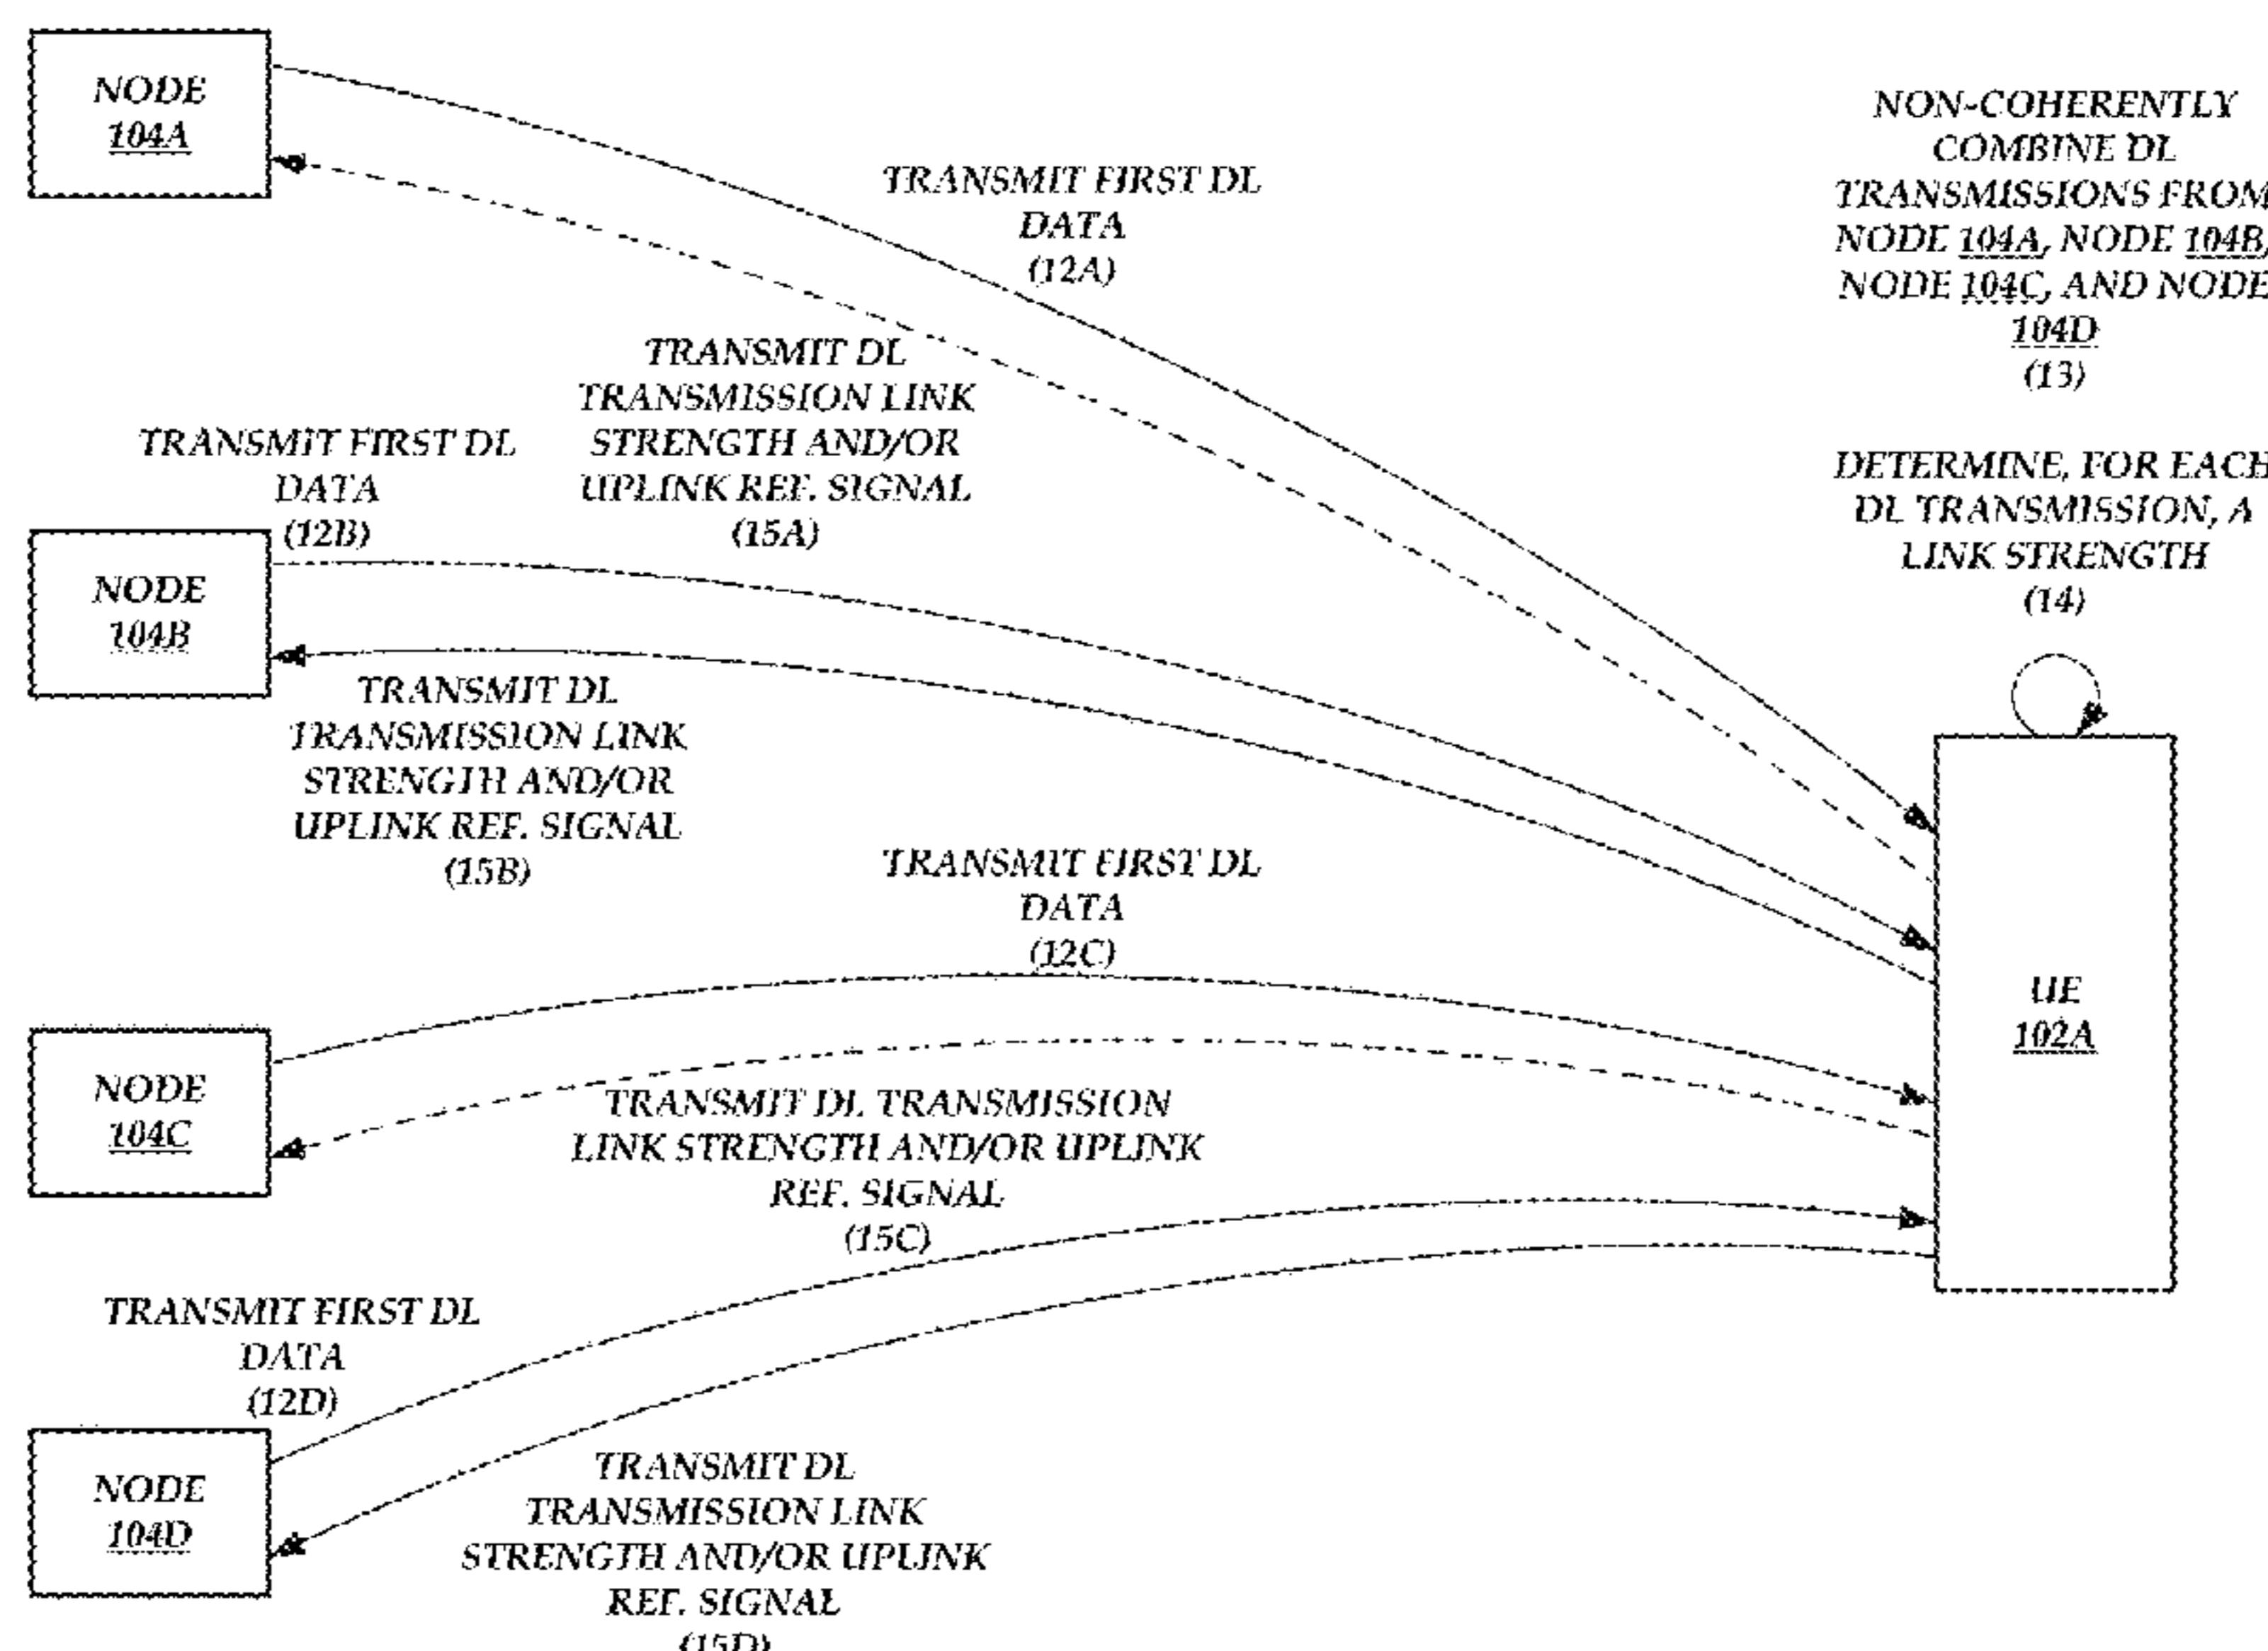 NODE
104A
TRANSMIT FIRST DL
DATA
(12A)
NON-COHERENTLY
COMBINE DL
TRANSMISSIONS FROM
NODE 104A, NODE 104B,
NODE 104C, AND NODE
104D
(13)
TRANSMIT DL
TRANSMISSION LINK
STRENGTH AND/OR
UPLINK REF. SIGNAL
(15A)
TRANSMIT FIRST DL
DATA
(12B)
DETERMINE, FOR EACH
DL TRANSMISSION, A
LINK STRENGTH
(14)
NODE
104B
TRANSMIT DL
TRANSMISSION LINK
STRENGTH AND/OR
UPLINK REF. SIGNAL
(15B)
TRANSMIT FIRST DL
DATA
(12C)
UE
102A
NODE
104C
TRANSMIT DL TRANSMISSION
LINK STRENGTH AND/OR UPLINK
REF. SIGNAL
(15C)
TRANSMIT FIRST DL
DATA
(12D)
NODE
104D
TRANSMIT DL
TRANSMISSION LINK
STRENGTH AND/OR UPLINK
REF. SIGNAL
(15D)